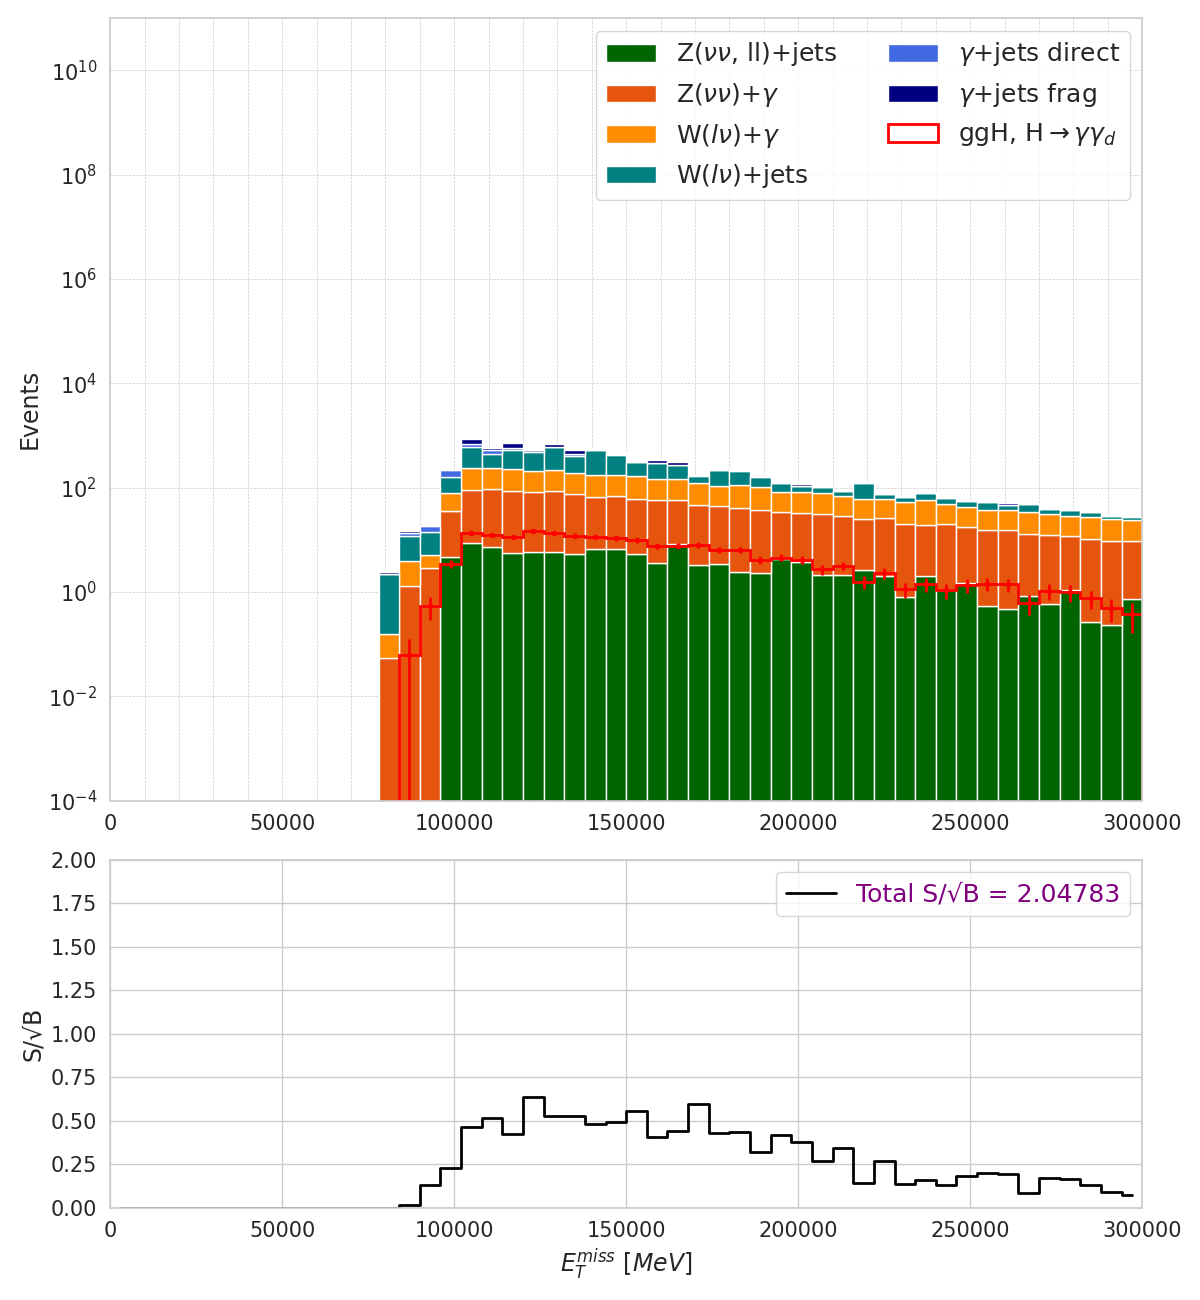 Z(νν, ll)+jets
Z(νν)+γ
W(lν)+γ
W(lν)+jets
γ+jets direct
γ+jets frag
ggH, H→γγ_d
10^10
10^8
10^6
10^4
10^2
10^0
10^−2
10^−4
Events
0 50000 100000 150000 200000 250000 300000
Total S/√B = 2.04783
2.00
1.75
1.50
1.25
1.00
0.75
0.50
0.25
0.00
S/√B
0 50000 100000 150000 200000 250000 300000
E_T^miss [MeV]